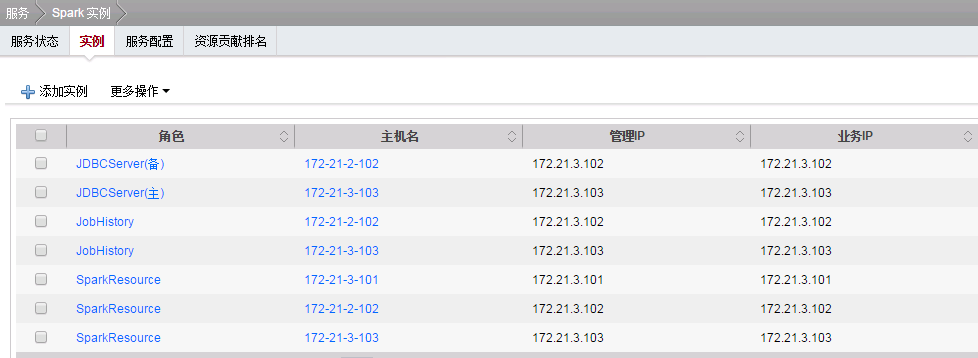 服务 Spark 实例
服务状态 实例 服务配置 资源贡献排名
添加实例 更多操作
角色 主机名 管理IP 业务IP
JDBCServer(备) 172-21-2-102 172.21.3.102 172.21.3.102
JDBCServer(主) 172-21-3-103 172.21.3.103 172.21.3.103
JobHistory 172-21-2-102 172.21.3.102 172.21.3.102
JobHistory 172-21-3-103 172.21.3.103 172.21.3.103
SparkResource 172-21-3-101 172.21.3.101 172.21.3.101
SparkResource 172-21-2-102 172.21.3.102 172.21.3.102
SparkResource 172-21-3-103 172.21.3.103 172.21.3.103